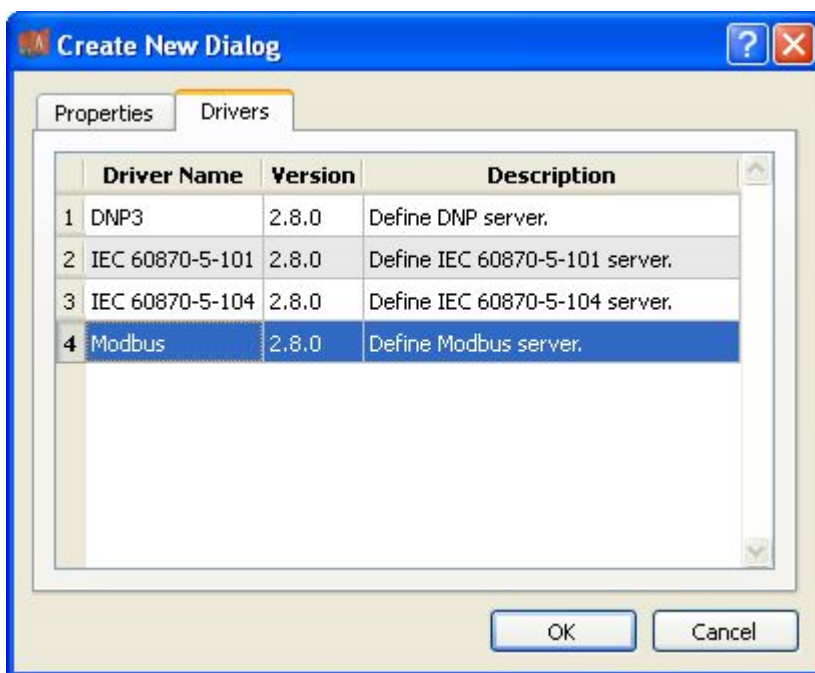 Create New Dialog
Properties Drivers
Driver Name Version Description
1 DNP3 2.8.0 Define DNP server.
2 IEC 60870-5-101 2.8.0 Define IEC 60870-5-101 server.
3 IEC 60870-5-104 2.8.0 Define IEC 60870-5-104 server.
4 Modbus 2.8.0 Define Modbus server.
OK Cancel